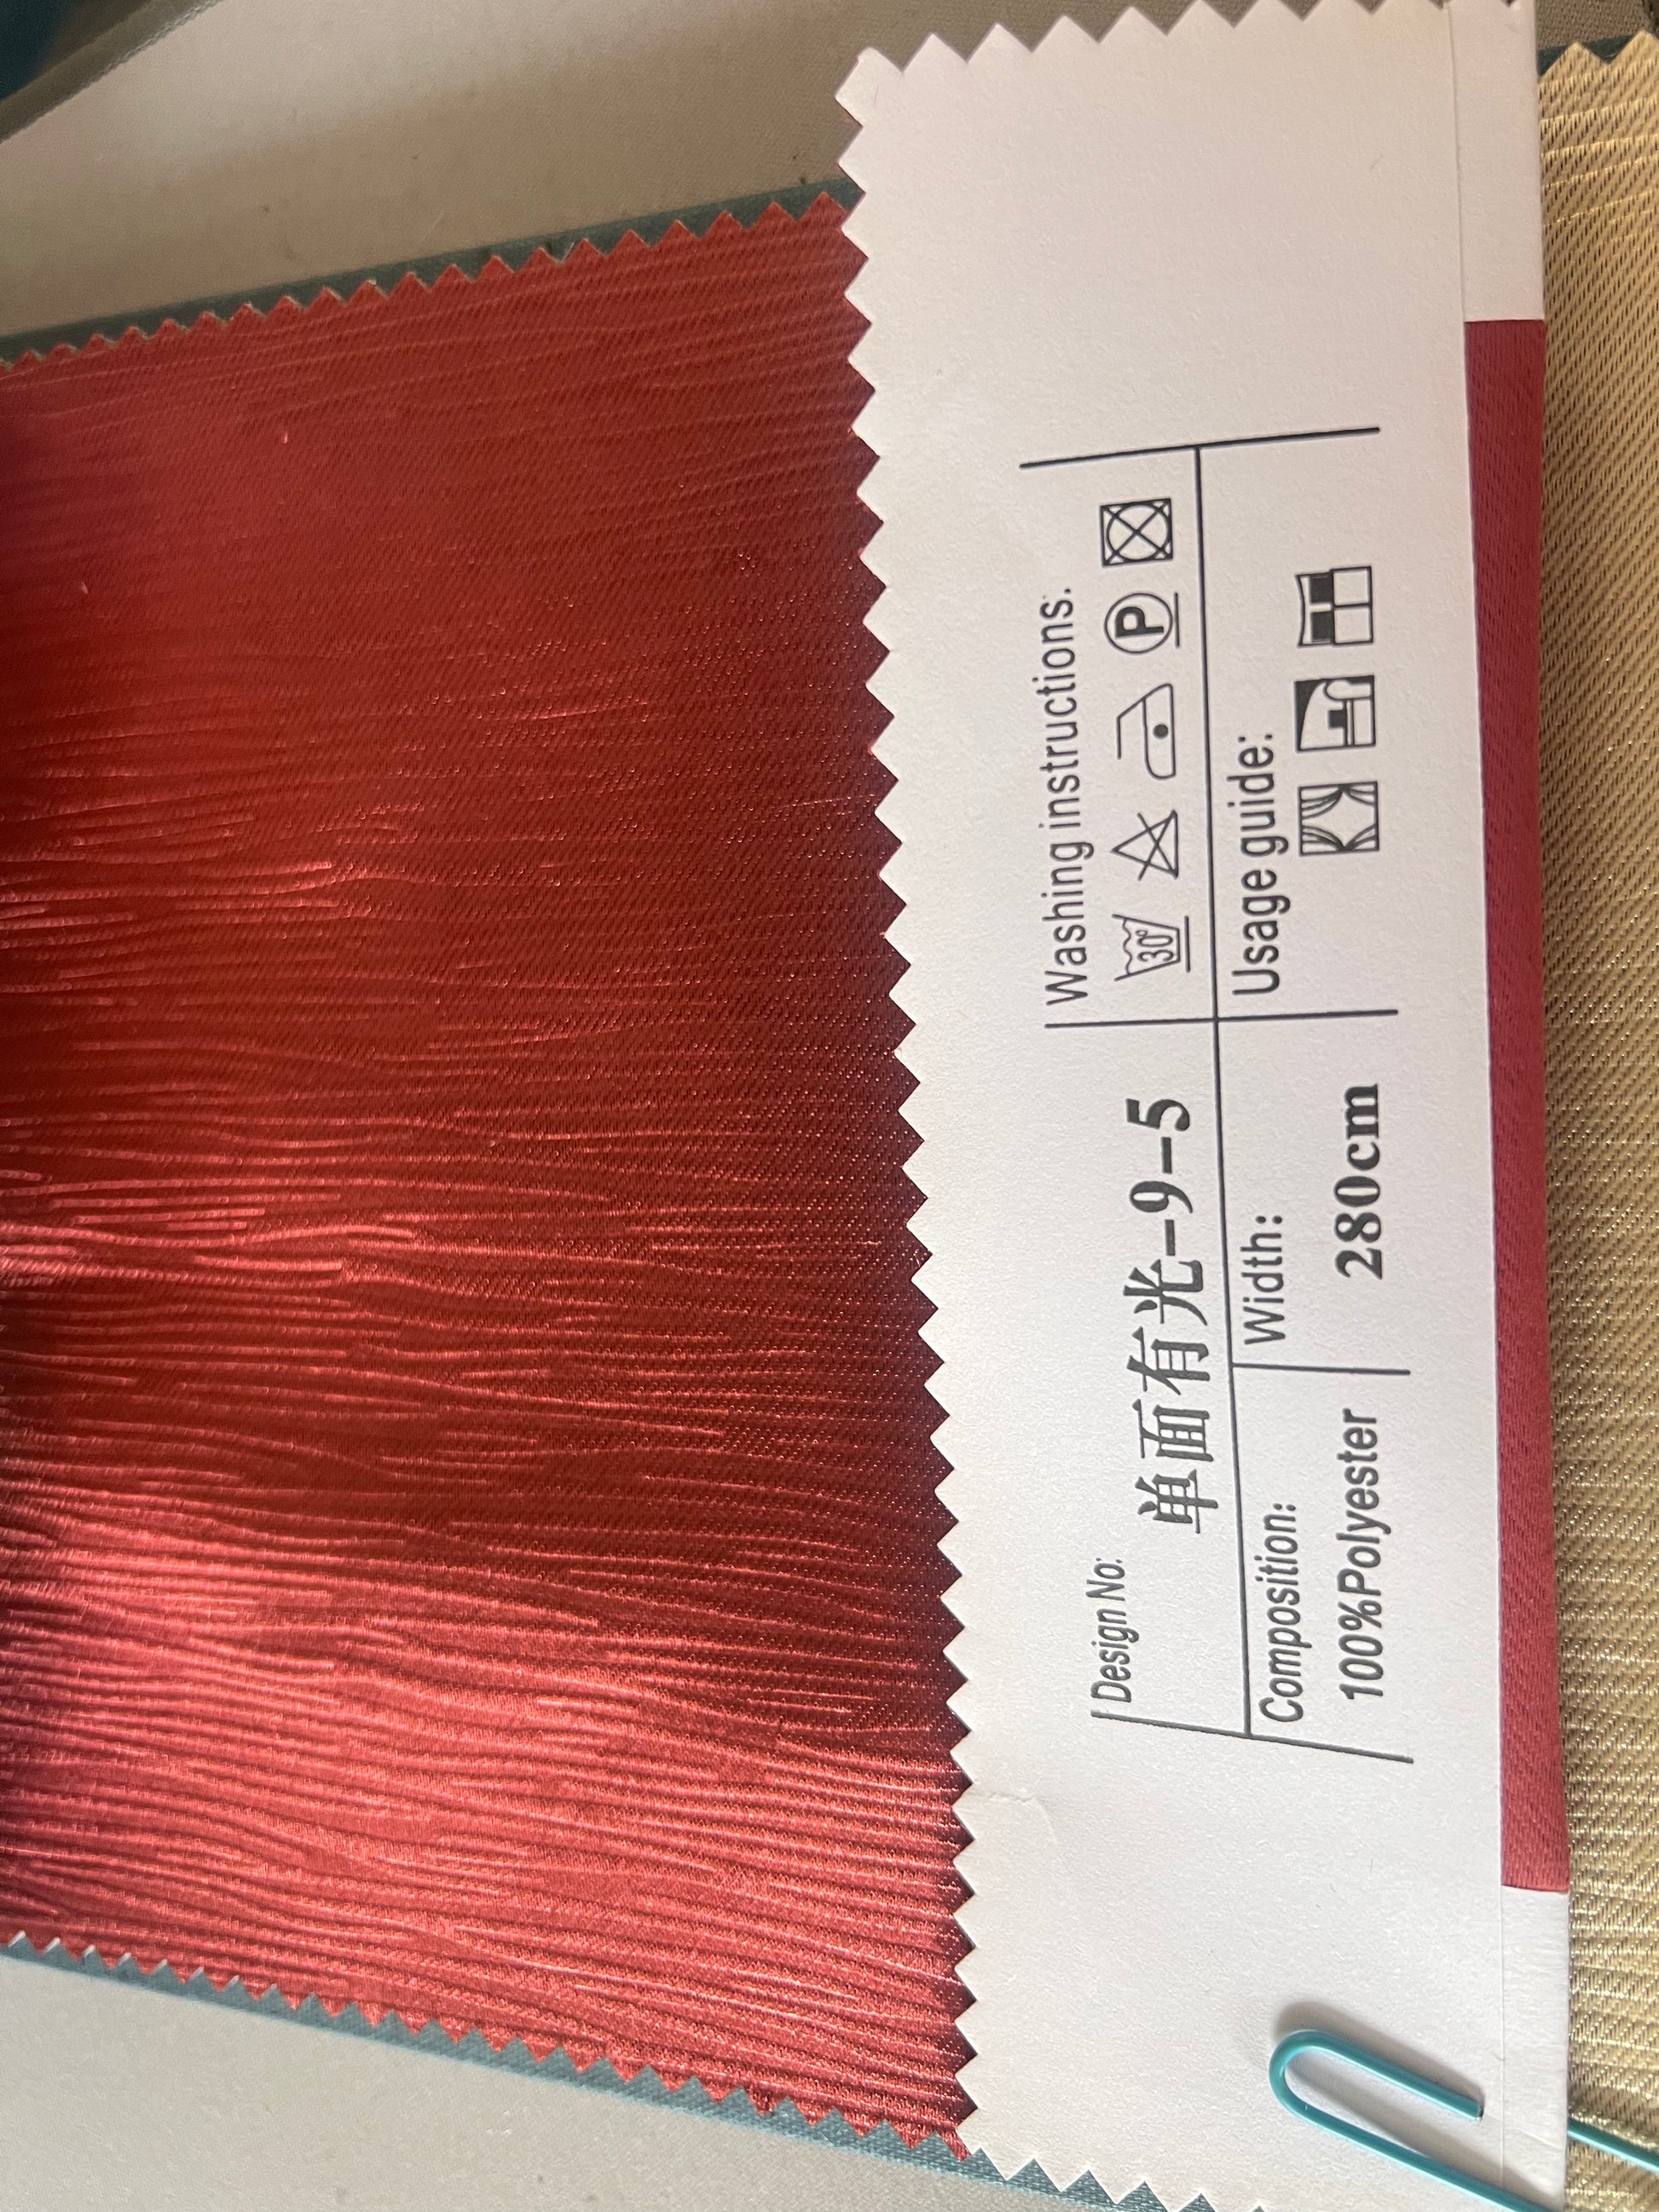 Design No:
单面有光-9-5
Composition:
100%Polyester
Width:
280cm
Washing instructions:
30°
P
Usage guide: